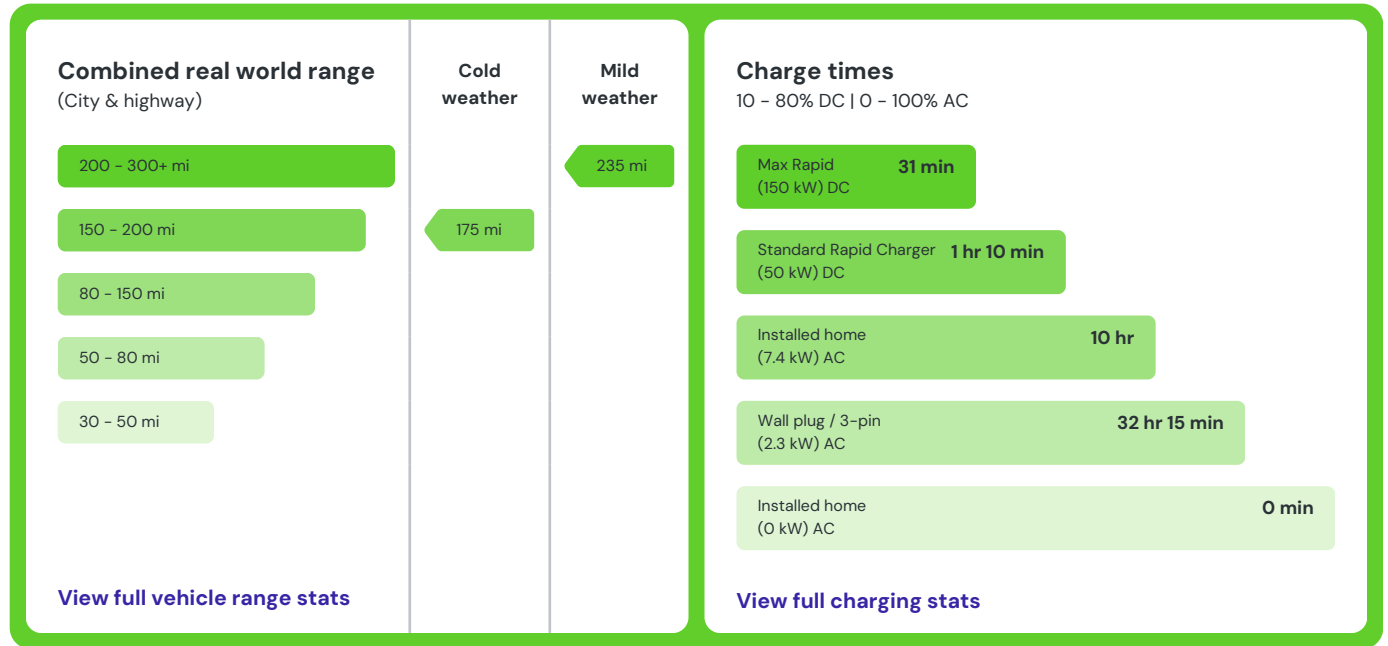 Combined real world range
(City & highway)
Cold
weather
Mild
weather
200 - 300+ mi
235 mi
150 - 200 mi
175 mi
80 - 150 mi
50 - 80 mi
30 - 50 mi
View full vehicle range stats
Charge times
10 - 80% DC | 0 - 100% AC
Max Rapid
(150 kW) DC
31 min
Standard Rapid Charger
(50 kW) DC
1 hr 10 min
Installed home
(7.4 kW) AC
10 hr
Wall plug / 3-pin
(2.3 kW) AC
32 hr 15 min
Installed home
(0 kW) AC
0 min
View full charging stats